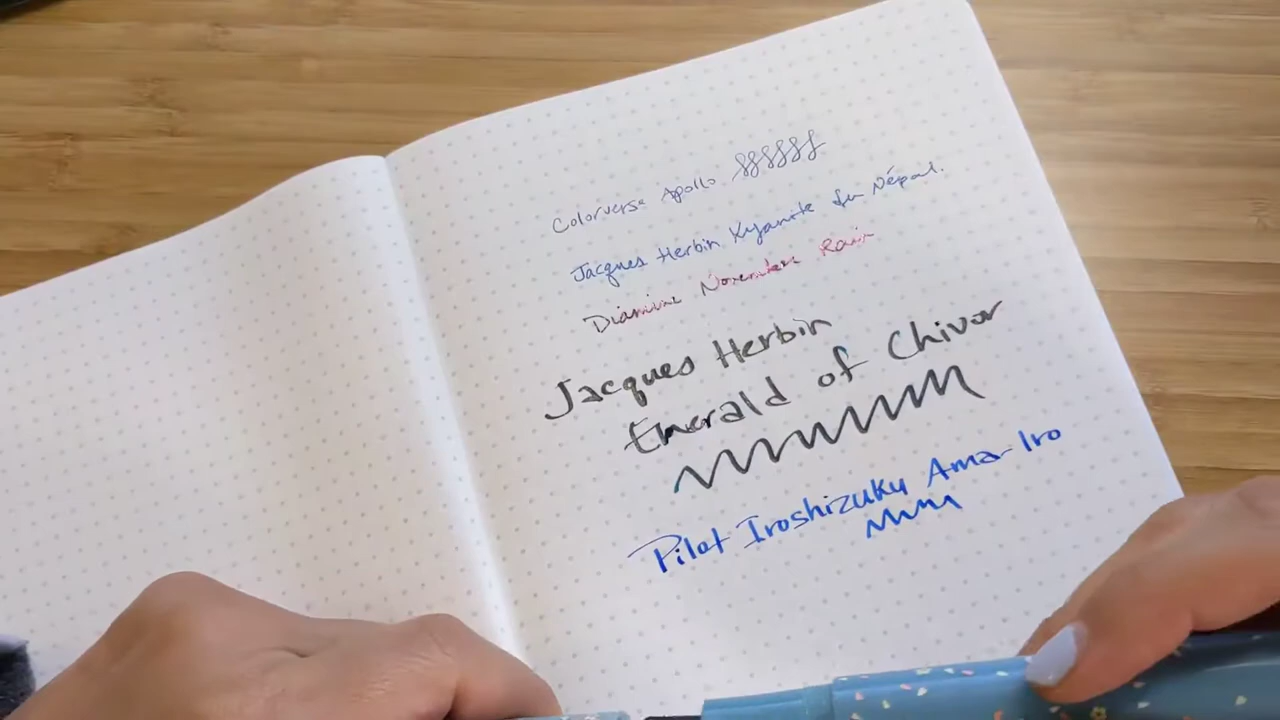 Colorverse Apollo
Jacques Herbin Kyanite du Népal.
Diamine November Rain
Jacques Herbin
Emerald of Chivor
Pilot Iroshizuku Ama-Iro